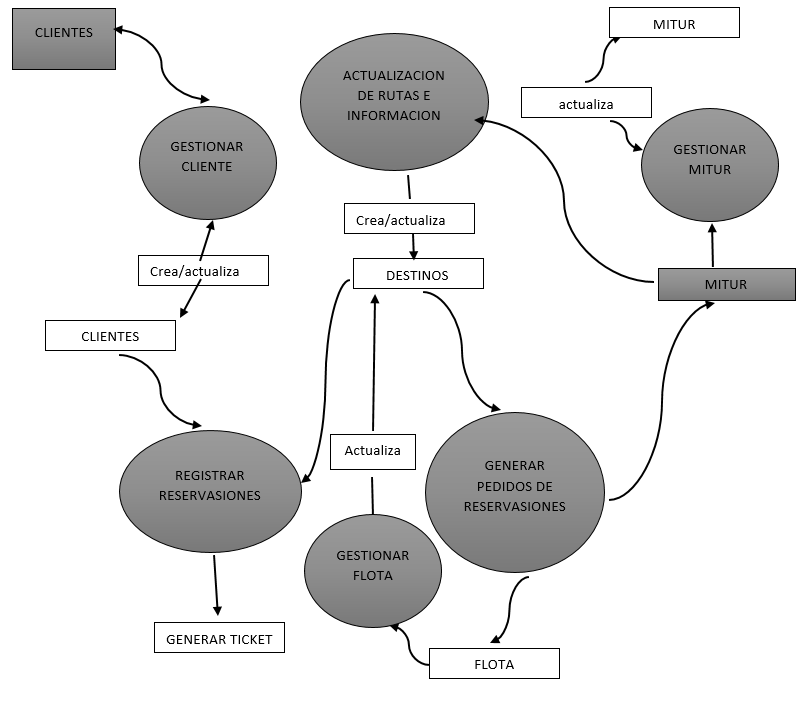 CLIENTES
MITUR
ACTUALIZACION
DE RUTAS E
INFORMACION
actualiza
GESTIONAR
CLIENTE
GESTIONAR
MITUR
Crea/actualiza
Crea/actualiza
DESTINOS
MITUR
CLIENTES
Actualiza
REGISTRAR
RESERVASIONES
GENERAR
PEDIDOS DE
RESERVASIONES
GESTIONAR
FLOTA
GENERAR TICKET
FLOTA